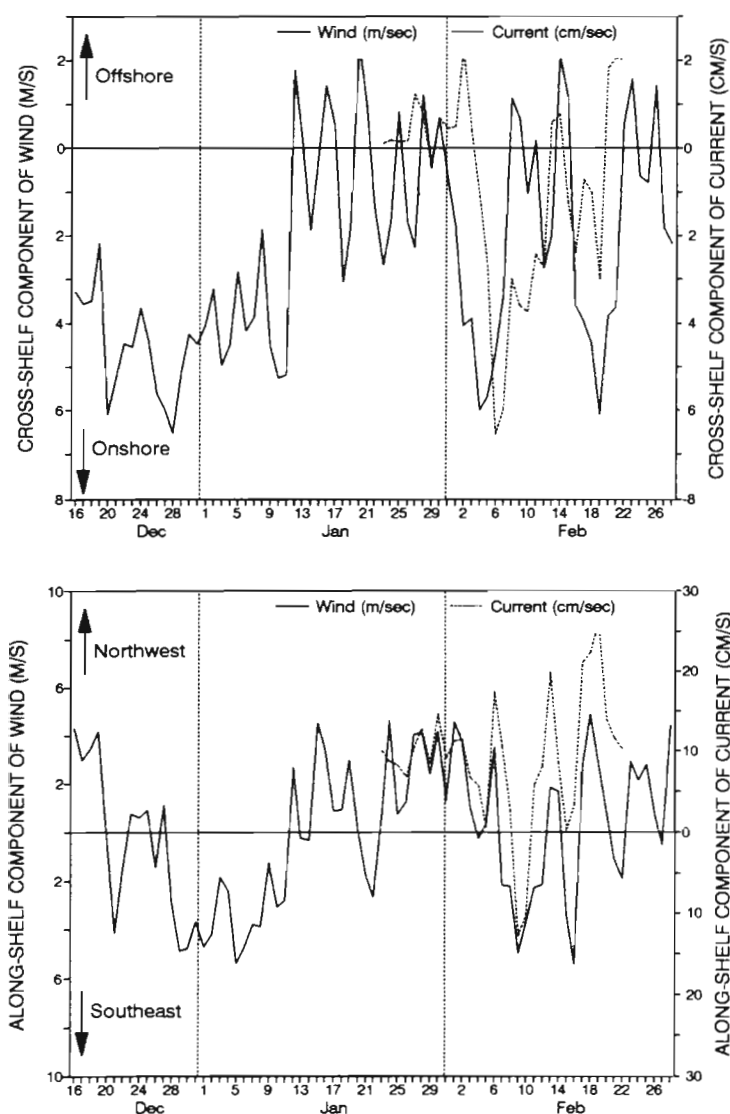 Wind (m/sec) Current (cm/sec)
Offshore
Onshore
CROSS-SHELF COMPONENT OF WIND (M/S)
CROSS-SHELF COMPONENT OF CURRENT (CM/S)
2
0
2
4
6
8
2
0
-2
-4
-6
-8
16 20 24 28 1 5 9 13 17 21 25 29 2 6 10 14 18 22 26
Dec Jan Feb
Wind (m/sec) Current (cm/sec)
Northwest
Southeast
ALONG-SHELF COMPONENT OF WIND (M/S)
ALONG-SHELF COMPONENT OF CURRENT (CM/S)
10
6
2
2
6
10
30
20
10
0
10
20
30
16 20 24 28 1 5 9 13 17 21 25 29 2 6 10 14 18 22 26
Dec Jan Feb